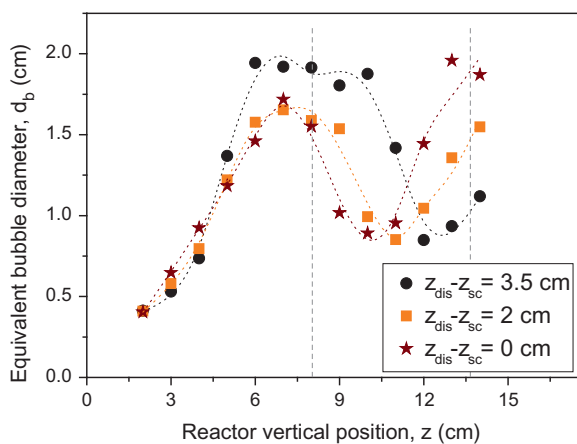 Equivalent bubble diameter, d_b (cm)
2.0
1.5
1.0
0.5
0.0
0
3
6
9
12
15
Reactor vertical position, z (cm)
z_dis-z_sc= 3.5 cm
z_dis-z_sc= 2 cm
z_dis-z_sc= 0 cm